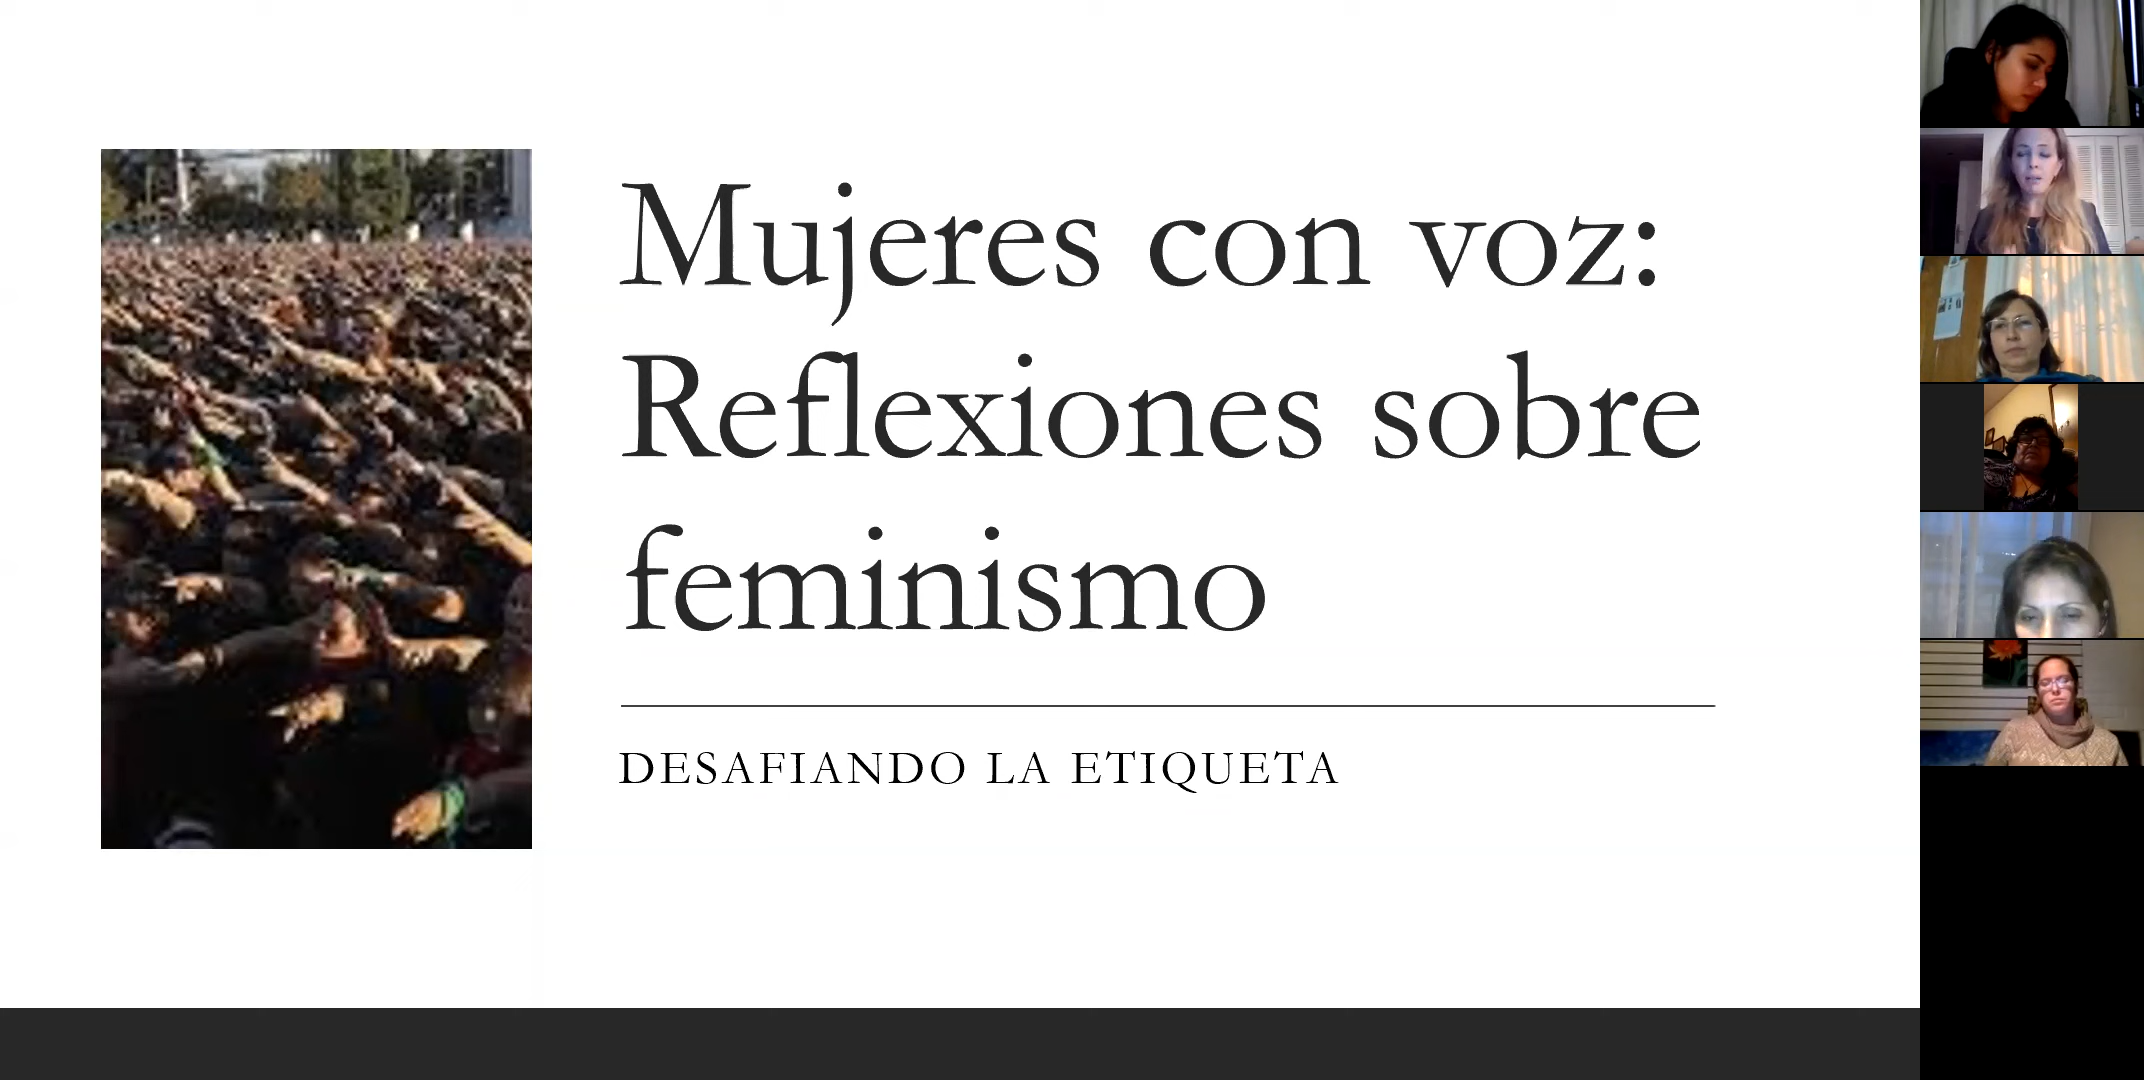 Mujeres con voz:
Reflexiones sobre
feminismo
DESAFIANDO LA ETIQUETA